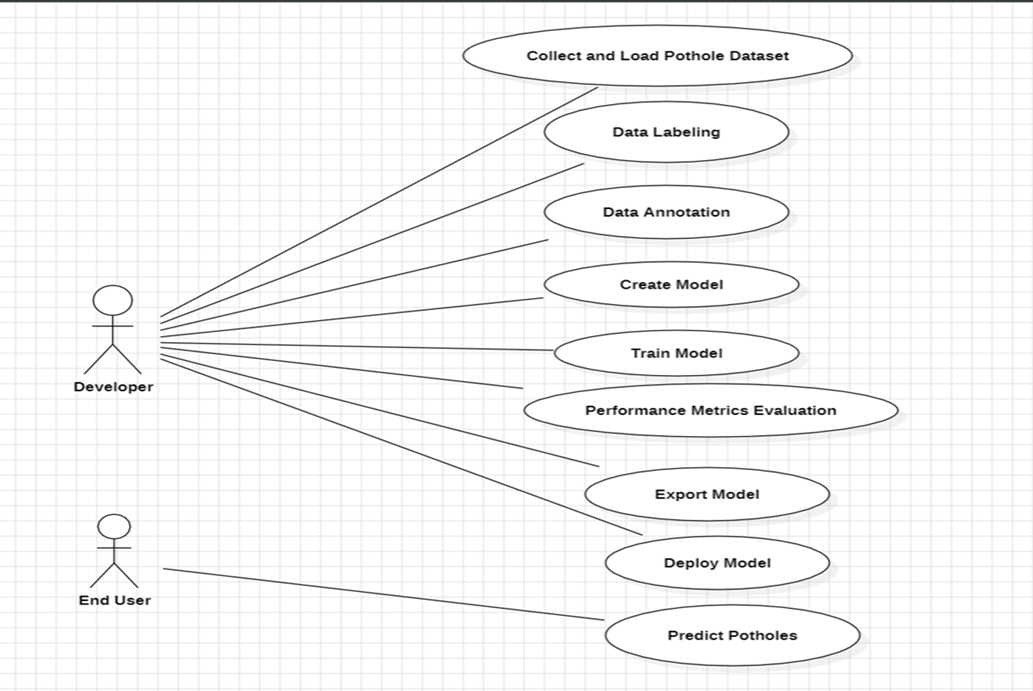 Collect and Load Pothole Dataset
Data Labeling
Data Annotation
Create Model
Train Model
Developer
Performance Metrics Evaluation
Export Model
Deploy Model
End User
Predict Potholes